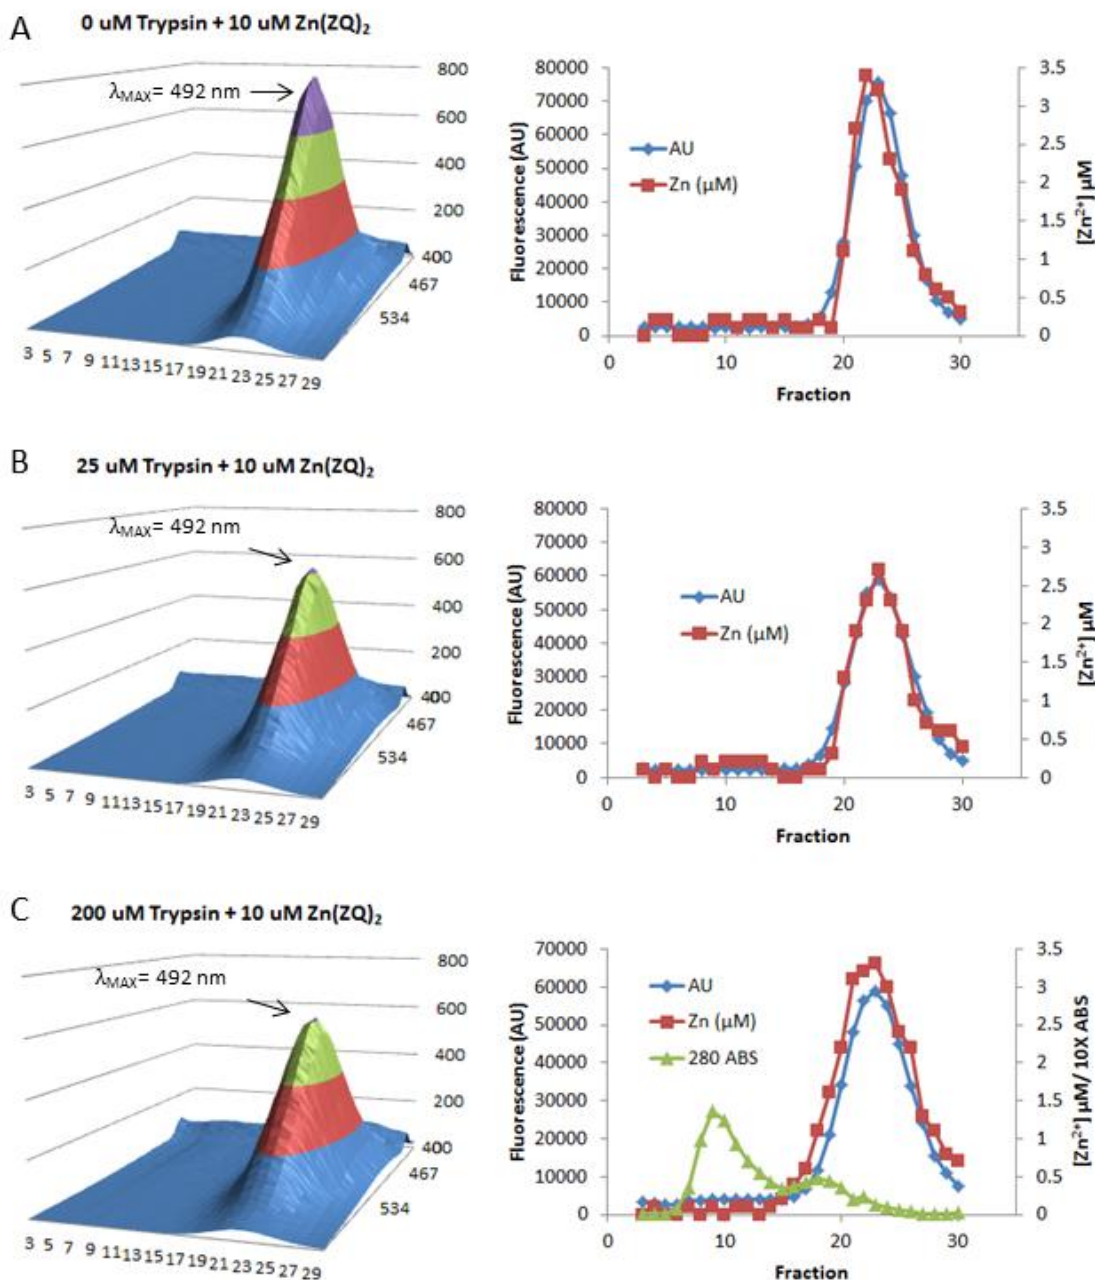 A
0 uM Trypsin + 10 uM Zn(ZQ)₂
λMAX= 492 nm
800
600
400
200
400
467
534
3 5 7 9 11 13 15 17 19 21 23 25 27 29
80000
70000
60000
50000
40000
30000
20000
10000
0
Fluorescence (AU)
AU
Zn (µM)
3.5
3
2.5
2
1.5
1
0.5
0
[Zn²⁺] µM
0 10 20 30
Fraction
B
25 uM Trypsin + 10 uM Zn(ZQ)₂
λMAX= 492 nm
800
600
400
200
400
467
534
3 5 7 9 11 13 15 17 19 21 23 25 27 29
80000
70000
60000
50000
40000
30000
20000
10000
0
Fluorescence (AU)
AU
Zn (µM)
3.5
3
2.5
2
1.5
1
0.5
0
[Zn²⁺] µM
0 10 20 30
Fraction
C
200 uM Trypsin + 10 uM Zn(ZQ)₂
λMAX= 492 nm
800
600
400
200
400
467
534
3 5 7 9 11 13 15 17 19 21 23 25 27 29
70000
60000
50000
40000
30000
20000
10000
0
Fluorescence (AU)
AU
Zn (µM)
280 ABS
3.5
3
2.5
2
1.5
1
0.5
0
[Zn²⁺] µM/ 10X ABS
0 10 20 30
Fraction